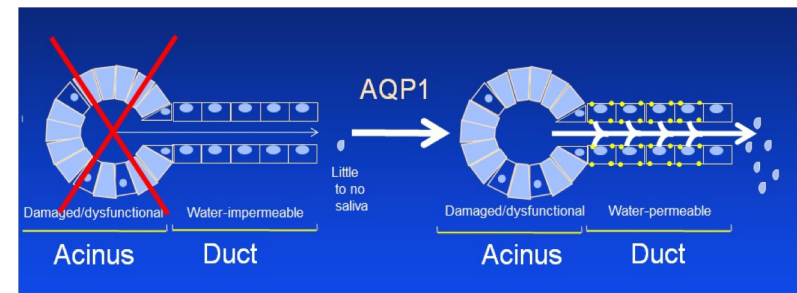 AQP1
Little
to no
saliva
Damaged/dysfunctional Water-impermeable
Acinus Duct
Damaged/dysfunctional Water-permeable
Acinus Duct